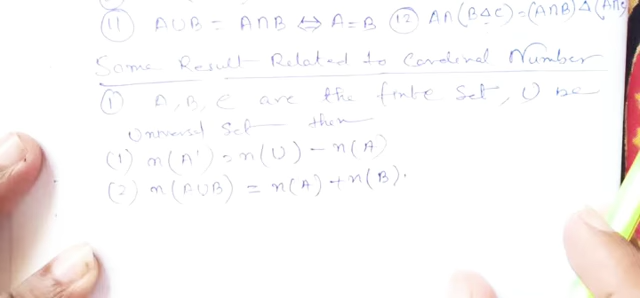 (11) A∪B = A∩B ⇔ A=B (12) A∩(BΔC)=(A∩B)Δ(A∩C
Some Result Related to Cardinal Number
(1) A, B, C are the finite Set, U be
Universal Set then
(1) n(A') = n(U) - n(A)
(2) n(A∪B) = n(A) + n(B).